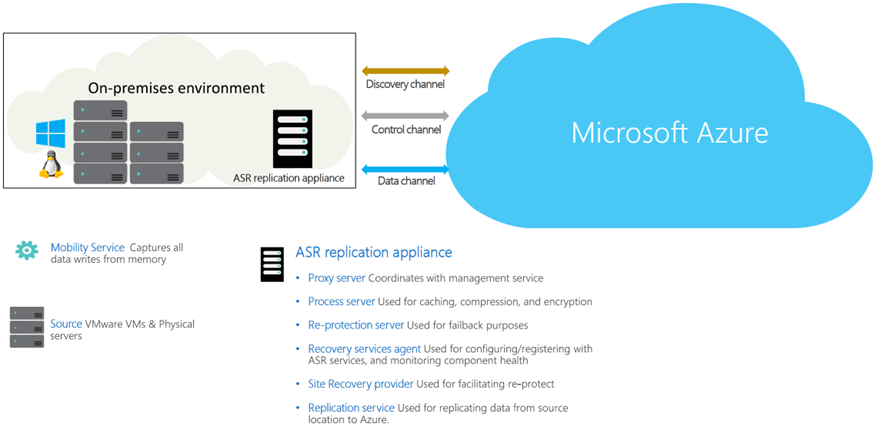 On-premises environment
ASR replication appliance
Discovery channel
Control channel
Data channel
Microsoft Azure
Mobility Service Captures all
data writes from memory
Source VMware VMs & Physical
servers
ASR replication appliance
• Proxy server Coordinates with management service
• Process server Used for caching, compression, and encryption
• Re-protection server Used for failback purposes
• Recovery services agent Used for configuring/registering with
ASR services, and monitoring component health
• Site Recovery provider Used for facilitating re-protect
• Replication service Used for replicating data from source
location to Azure.